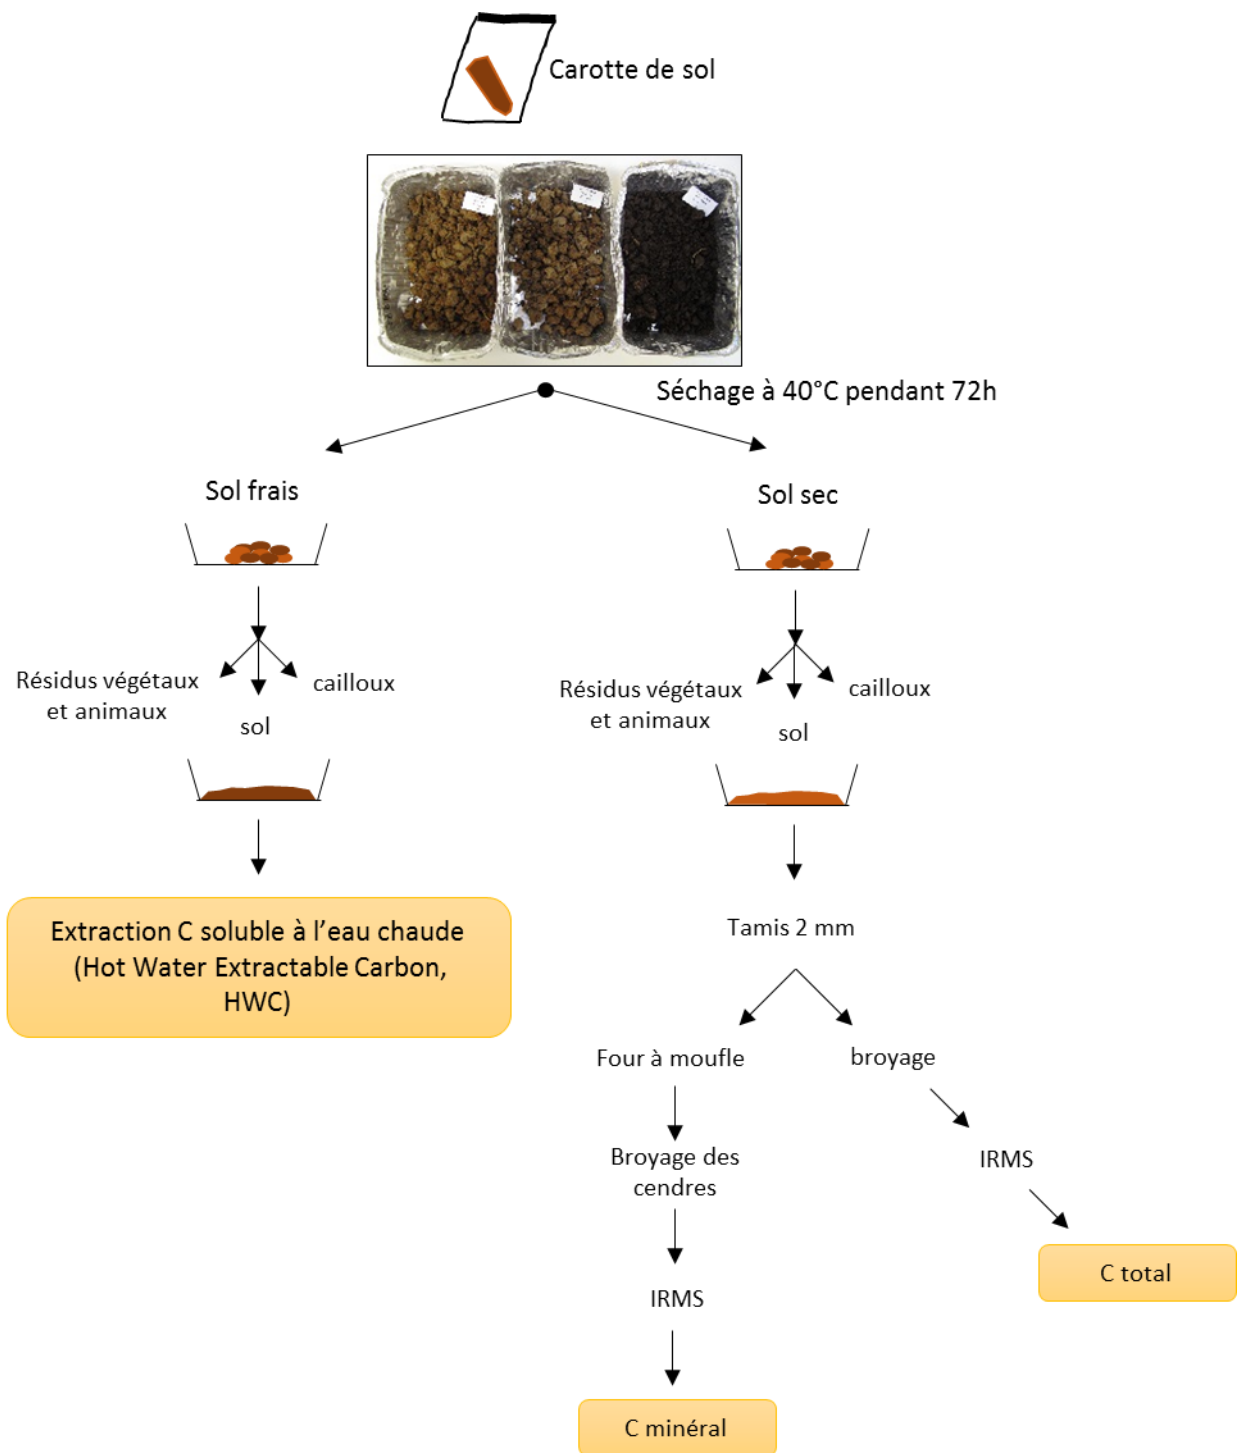 Carotte de sol
Séchage à 40°C pendant 72h
Sol frais
Sol sec
Résidus végétaux
et animaux
cailloux
sol
Résidus végétaux
et animaux
cailloux
sol
Extraction C soluble à l’eau chaude
(Hot Water Extractable Carbon,
HWC)
Tamis 2 mm
Four à moufle
broyage
Broyage des
cendres
IRMS
IRMS
C total
C minéral